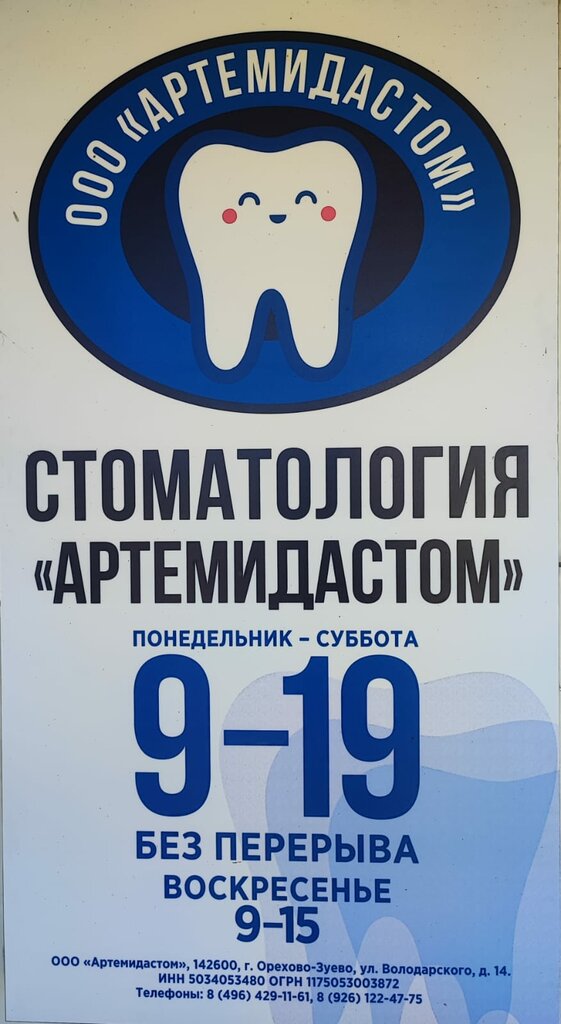 ООО «АРТЕМИДАСТОМ»
СТОМАТОЛОГИЯ
«АРТЕМИДАСТОМ»
ПОНЕДЕЛЬНИК – СУББОТА
9–19
БЕЗ ПЕРЕРЫВА
ВОСКРЕСЕНЬЕ
9–15
ООО «Артемидастом», 142600, г. Орехово-Зуево, ул. Володарского, д. 14.
ИНН 5034053480 ОГРН 1175053003872
Телефоны: 8 (496) 429-11-61, 8 (926) 122-47-75